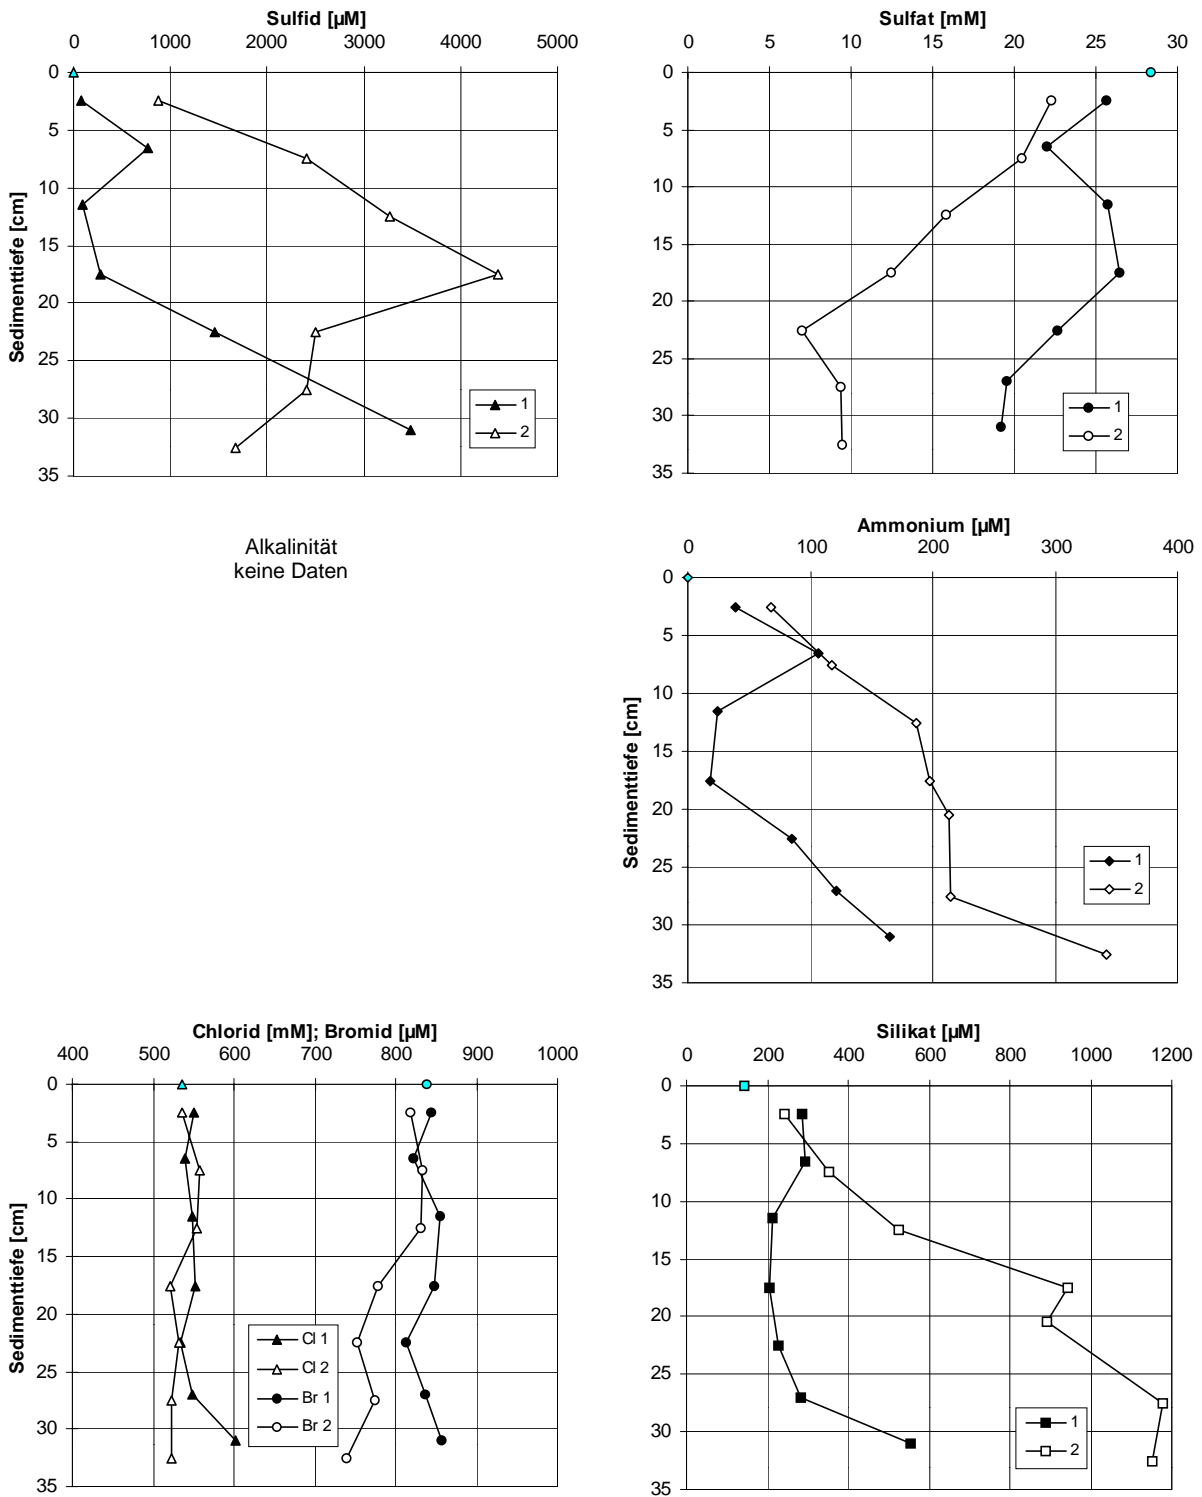 Sulfid [µM]
0 1000 2000 3000 4000 5000
0
5
10
15
20
25
30
35
Sedimenttiefe [cm]
1
2
Sulfat [mM]
0 5 10 15 20 25 30
0
5
10
15
20
25
30
35
1
2
Alkalinität
keine Daten
Ammonium [µM]
0 100 200 300 400
0
5
10
15
20
25
30
35
Sedimenttiefe [cm]
1
2
Chlorid [mM]; Bromid [µM]
400 500 600 700 800 900 1000
0
5
10
15
20
25
30
35
Sedimenttiefe [cm]
Cl 1
Cl 2
Br 1
Br 2
Silikat [µM]
0 200 400 600 800 1000 1200
0
5
10
15
20
25
30
35
1
2